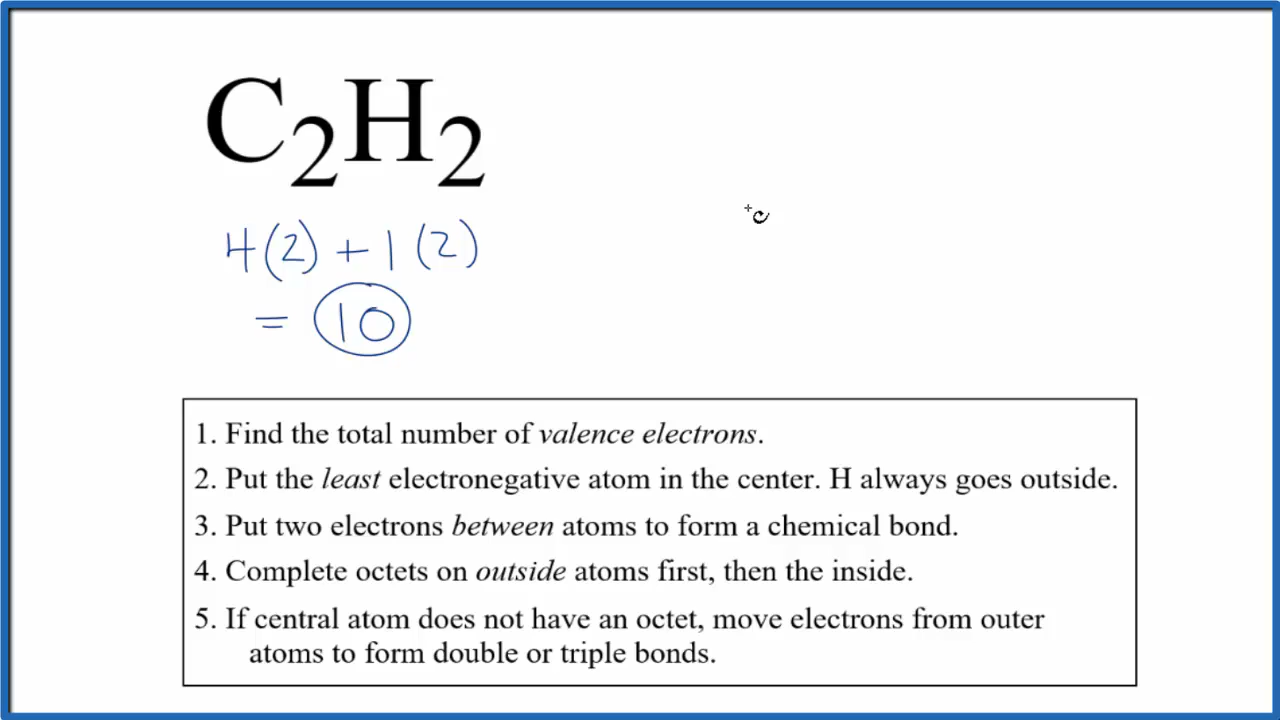 C₂H₂
4(2) + 1(2)
= 10
1. Find the total number of valence electrons.
2. Put the least electronegative atom in the center. H always goes outside.
3. Put two electrons between atoms to form a chemical bond.
4. Complete octets on outside atoms first, then the inside.
5. If central atom does not have an octet, move electrons from outer
atoms to form double or triple bonds.